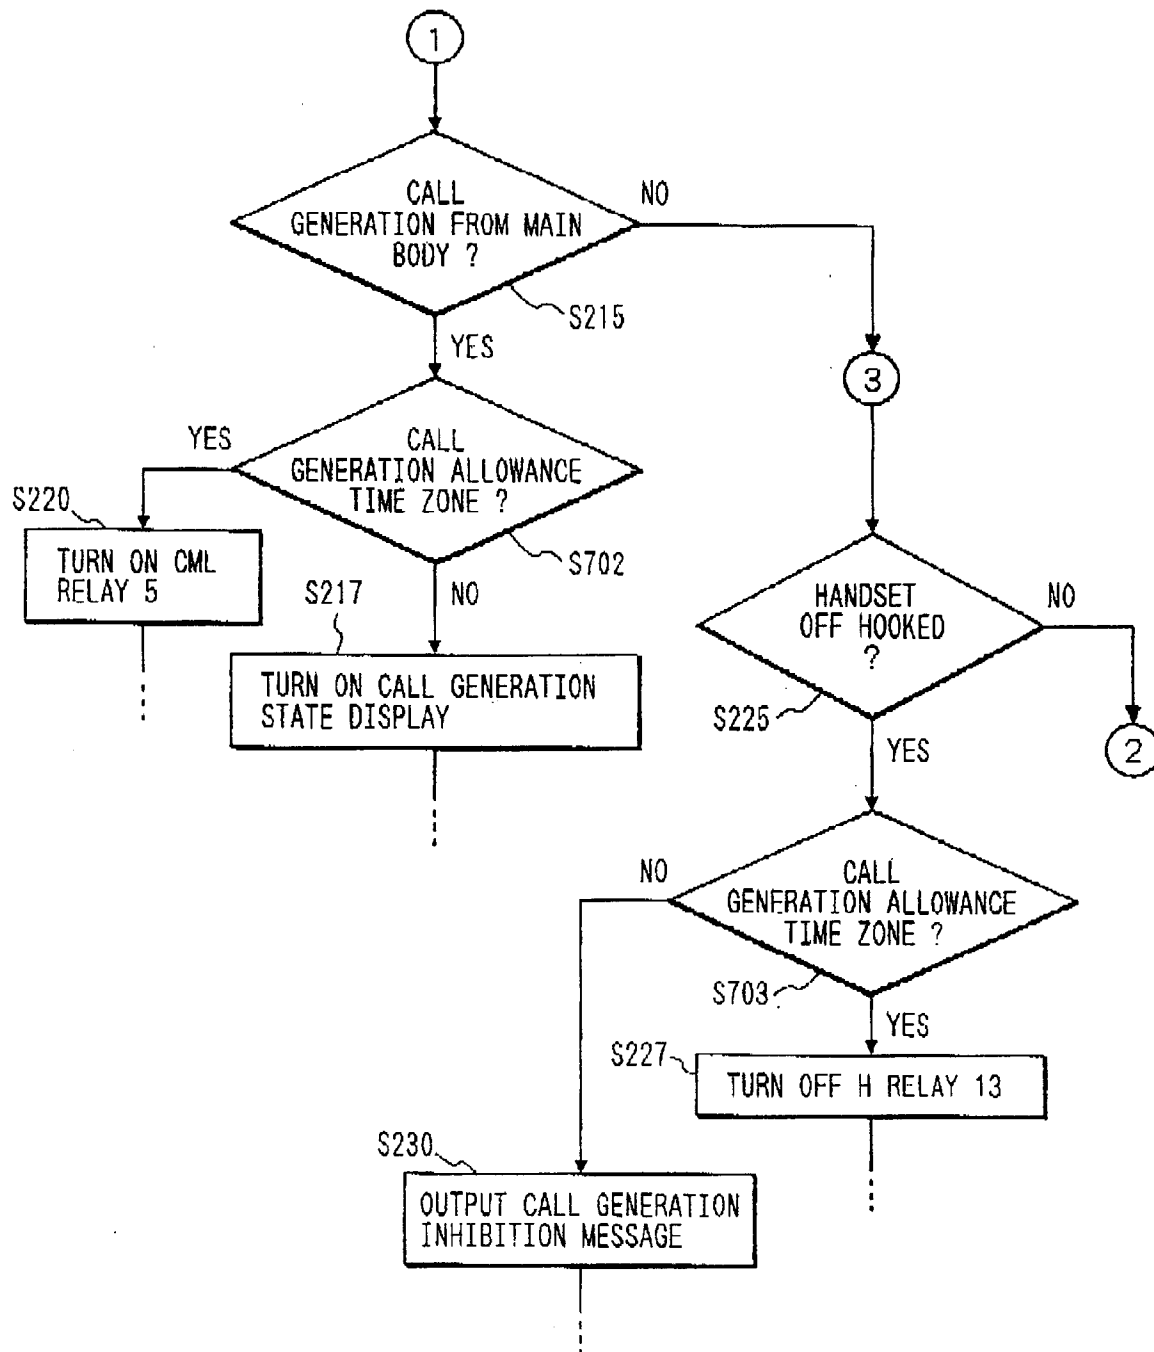 1
CALL
GENERATION FROM MAIN
BODY ?
NO
S215
YES
3
CALL
GENERATION ALLOWANCE
TIME ZONE ?
YES
S702
NO
S220
TURN ON CML
RELAY 5
S217
TURN ON CALL GENERATION
STATE DISPLAY
HANDSET
OFF HOOKED
?
NO
S225
YES
2
CALL
GENERATION ALLOWANCE
TIME ZONE ?
NO
S703
YES
S227
TURN OFF H RELAY 13
S230
OUTPUT CALL GENERATION
INHIBITION MESSAGE